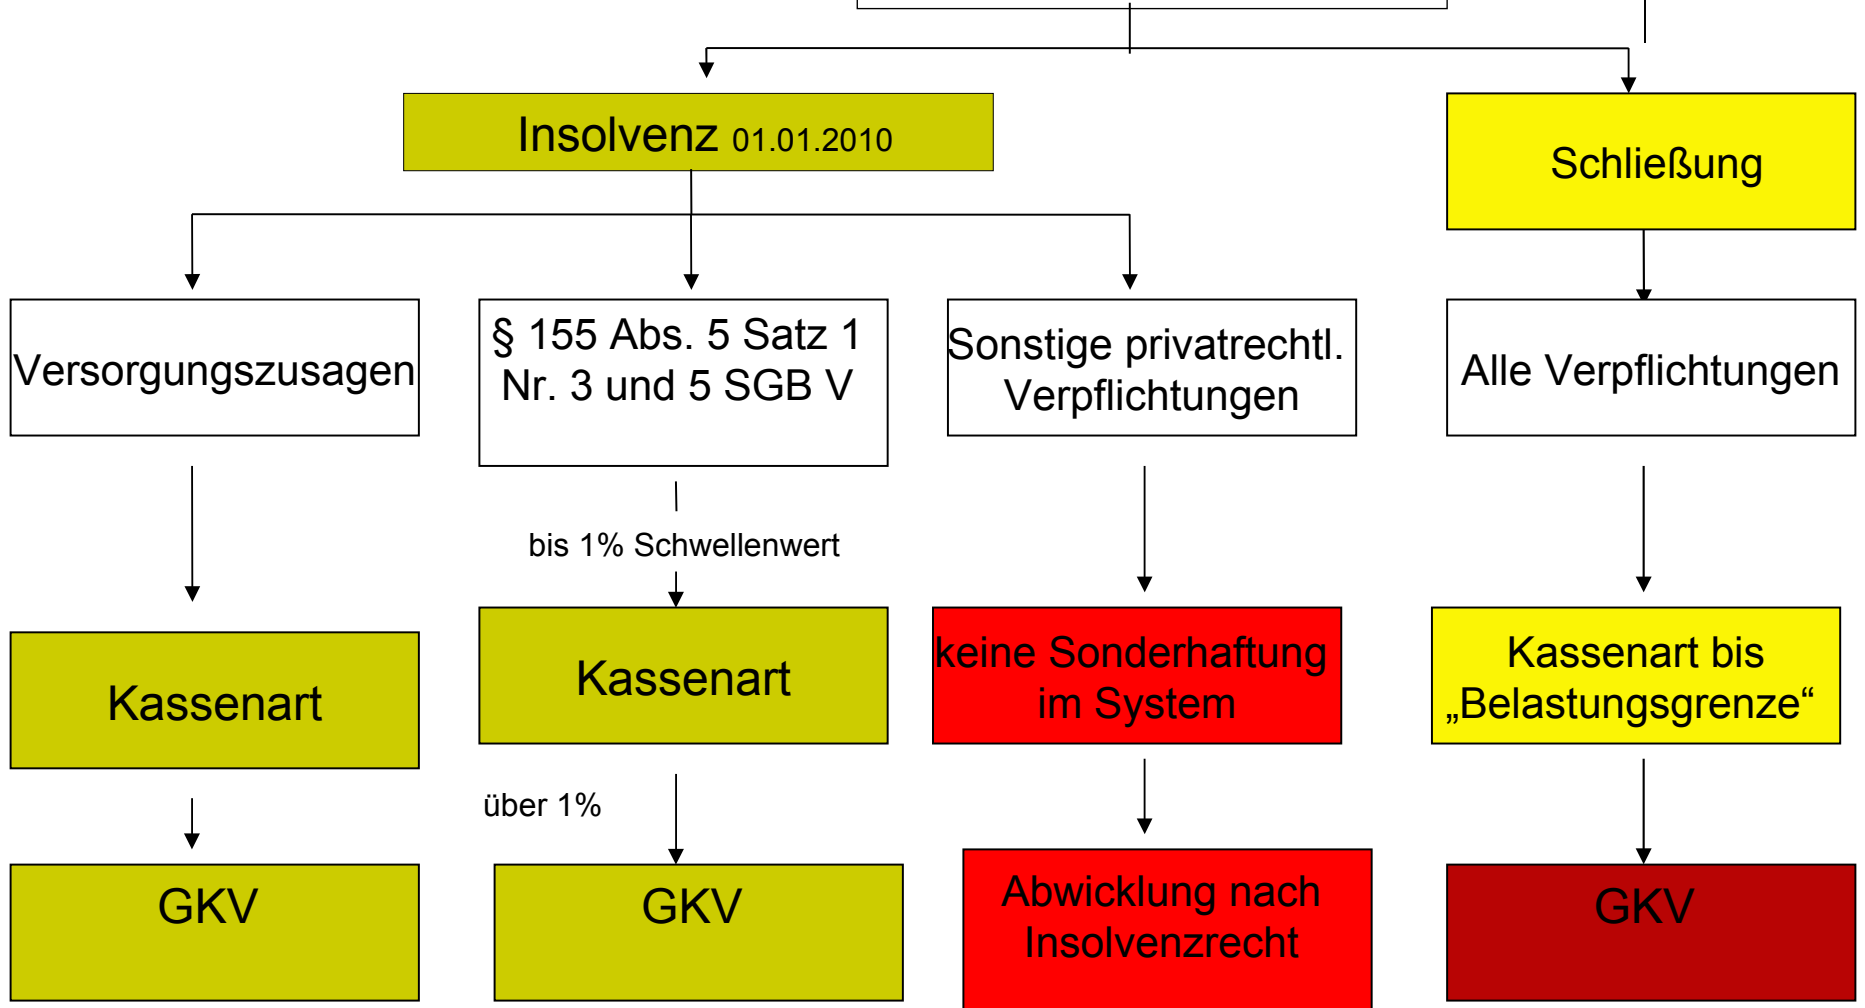 Insolvenz 01.01.2010
Schließung
Versorgungszusagen
§ 155 Abs. 5 Satz 1
Nr. 3 und 5 SGB V
Sonstige privatrechtl.
Verpflichtungen
Alle Verpflichtungen
bis 1% Schwellenwert
Kassenart
Kassenart
keine Sonderhaftung
im System
Kassenart bis
„Belastungsgrenze“
über 1%
GKV
GKV
Abwicklung nach
Insolvenzrecht
GKV